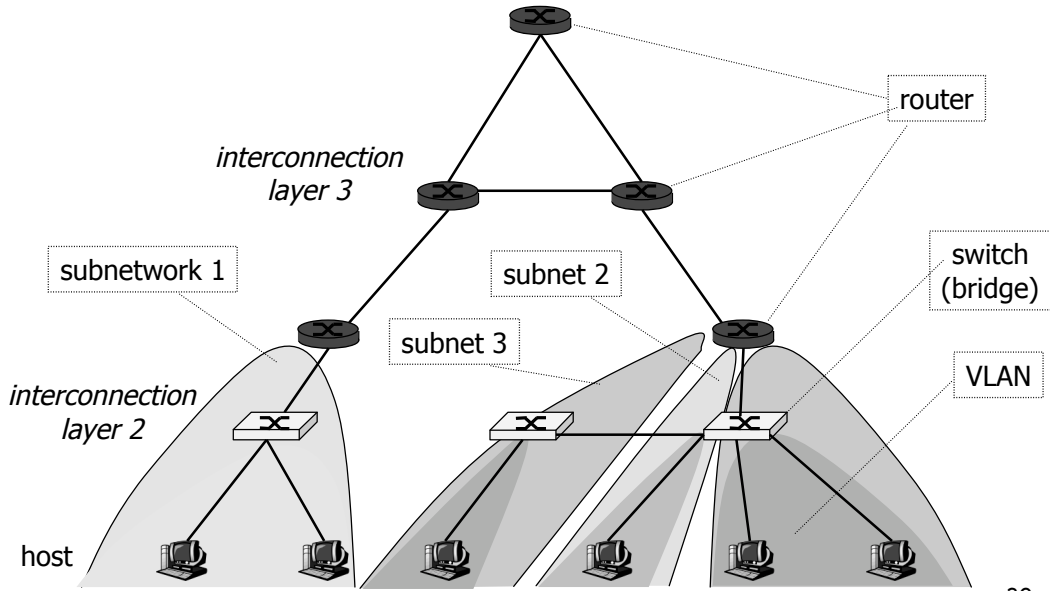 router
interconnection
layer 3
subnetwork 1
subnet 2
switch
(bridge)
subnet 3
VLAN
interconnection
layer 2
host